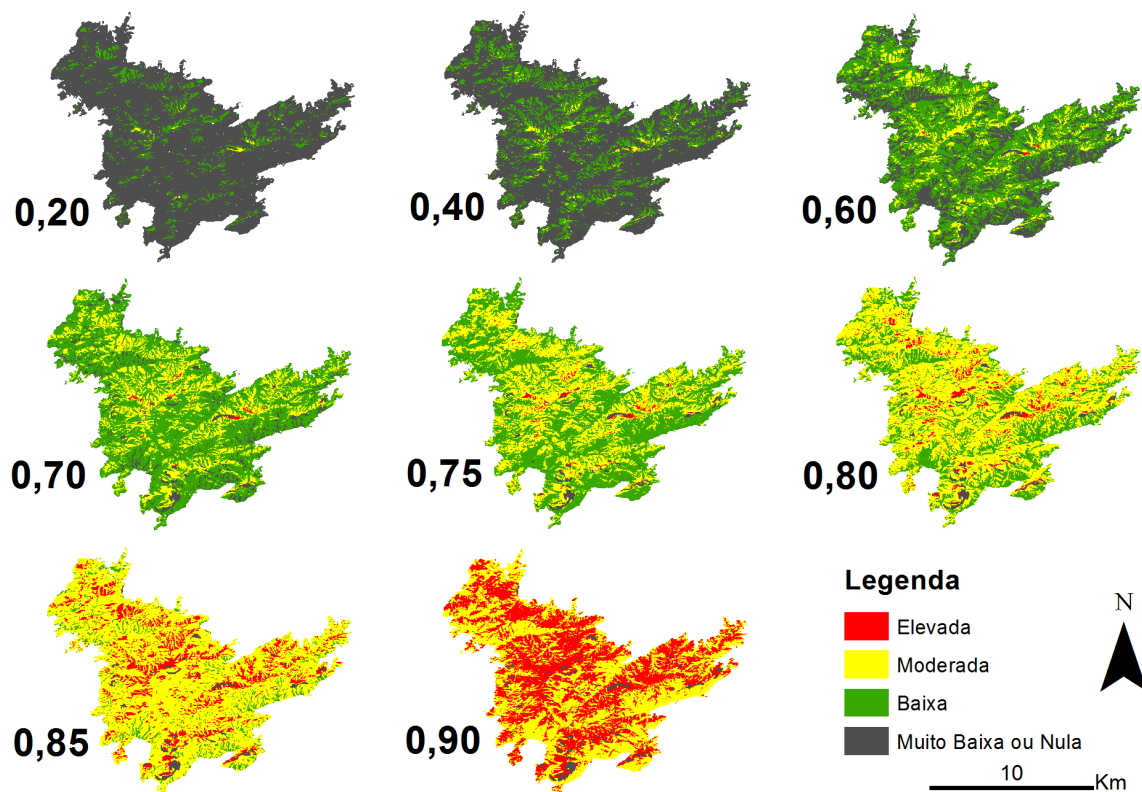 0,20
0,40
0,60
0,70
0,75
0,80
0,85
0,90
Legenda
Elevada
Moderada
Baixa
Muito Baixa ou Nula
N
10
Km